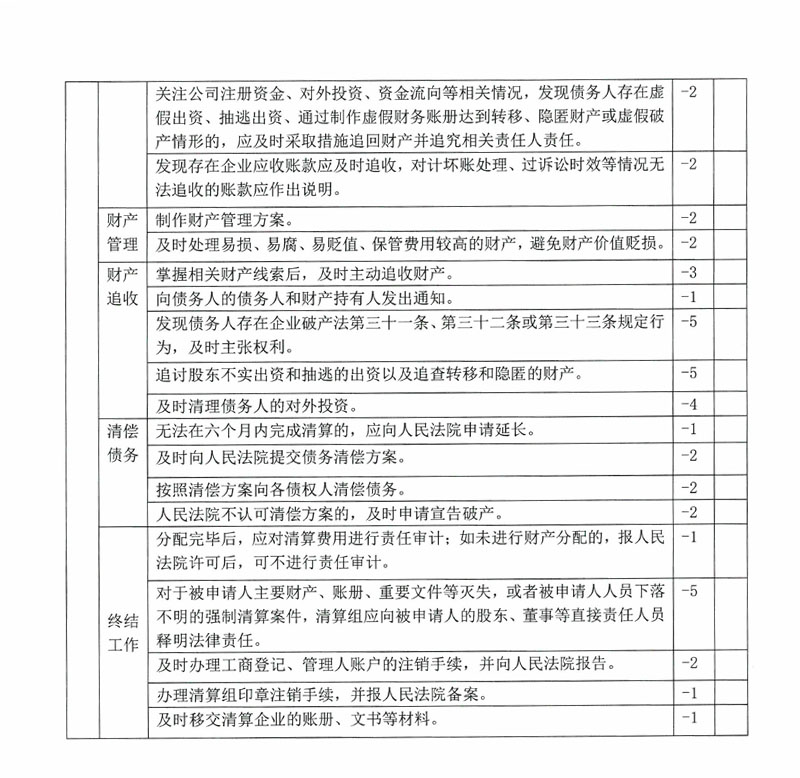 关注公司注册资金、对外投资、资金流向等相关情况，发现债务人存在虚 -2
假出资、抽逃出资、通过制作虚假财务账册达到转移、隐匿财产或虚假破
产情形的，应及时采取措施追回财产并追究相关责任人责任。
发现存在企业应收账款应及时追收，对计坏账处理、过诉讼时效等情况无 -2
法追收的账款应作出说明。
财产 制作财产管理方案。 -2
管理 及时处理易损、易腐、易贬值、保管费用较高的财产，避免财产价值贬损。 -2
财产 掌握相关财产线索后，及时主动追收财产。 -3
追收 向债务人的债务人和财产持有人发出通知。 -1
发现债务人存在企业破产法第三十一条、第三十二条或第三十三条规定行 -5
为，及时主张权利。
追讨股东不实出资和抽逃的出资以及追查转移和隐匿的财产。 -5
及时清理债务人的对外投资。 -4
清偿 无法在六个月内完成清算的，应向人民法院申请延长。 -1
债务 及时向人民法院提交债务清偿方案。 -2
按照清偿方案向各债权人清偿债务。 -2
人民法院不认可清偿方案的，及时申请宣告破产。 -2
分配完毕后，应对清算费用进行责任审计；如未进行财产分配的，报人民 -1
法院许可后，可不进行责任审计。
对于被申请人主要财产、账册、重要文件等灭失，或者被申请人人员下落 -5
终结 不明的强制清算案件，清算组应向被申请人的股东、董事等直接责任人员
工作 释明法律责任。
及时办理工商登记、管理人账户的注销手续，并向人民法院报告。 -2
办理清算组印章注销手续，并报人民法院备案。 -1
及时移交清算企业的账册、文书等材料。 -1